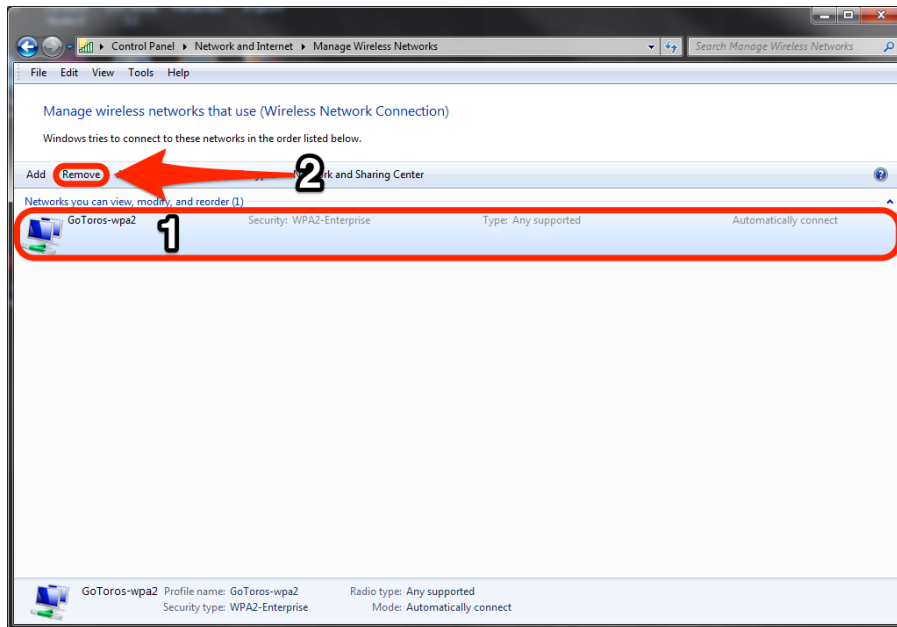 Control Panel ▸ Network and Internet ▸ Manage Wireless Networks
Search Manage Wireless Networks
File Edit View Tools Help
Manage wireless networks that use (Wireless Network Connection)
Windows tries to connect to these networks in the order listed below.
Add Remove 2 and Sharing Center
Networks you can view, modify, and reorder (1)
GoToros-wpa2 1 Security: WPA2-Enterprise Type: Any supported Automatically connect
GoToros-wpa2 Profile name: GoToros-wpa2 Radio type: Any supported
Security type: WPA2-Enterprise Mode: Automatically connect